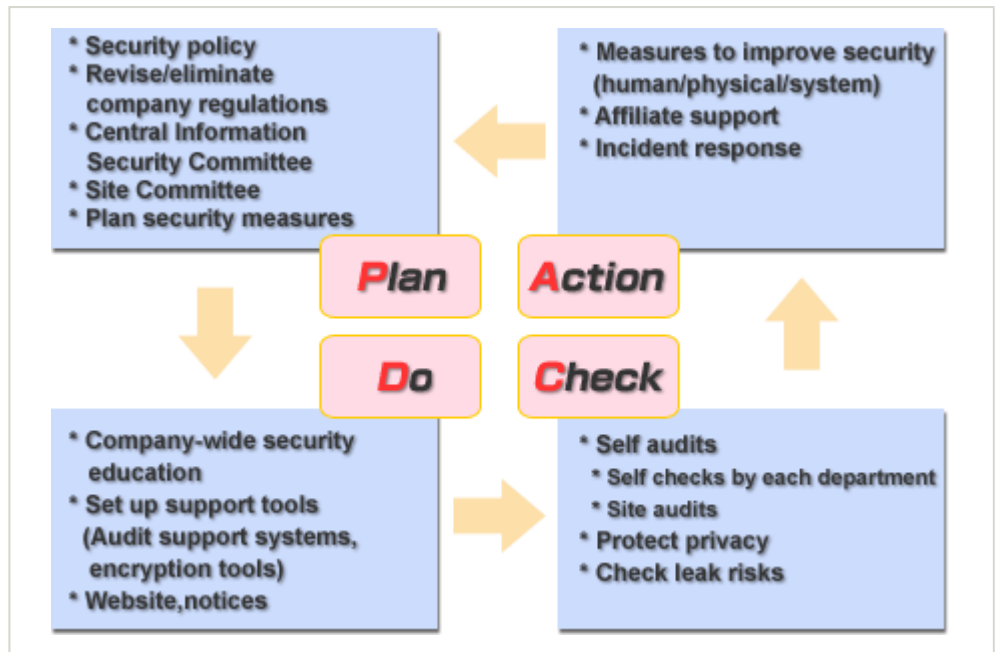 * Security policy
* Revise/eliminate
company regulations
* Central Information
Security Committee
* Site Committee
* Plan security measures
* Measures to improve security
(human/physical/system)
* Affiliate support
* Incident response
Plan
Action
Do
Check
* Company-wide security
education
* Set up support tools
(Audit support systems,
encryption tools)
* Website,notices
* Self audits
* Self checks by each department
* Site audits
* Protect privacy
* Check leak risks